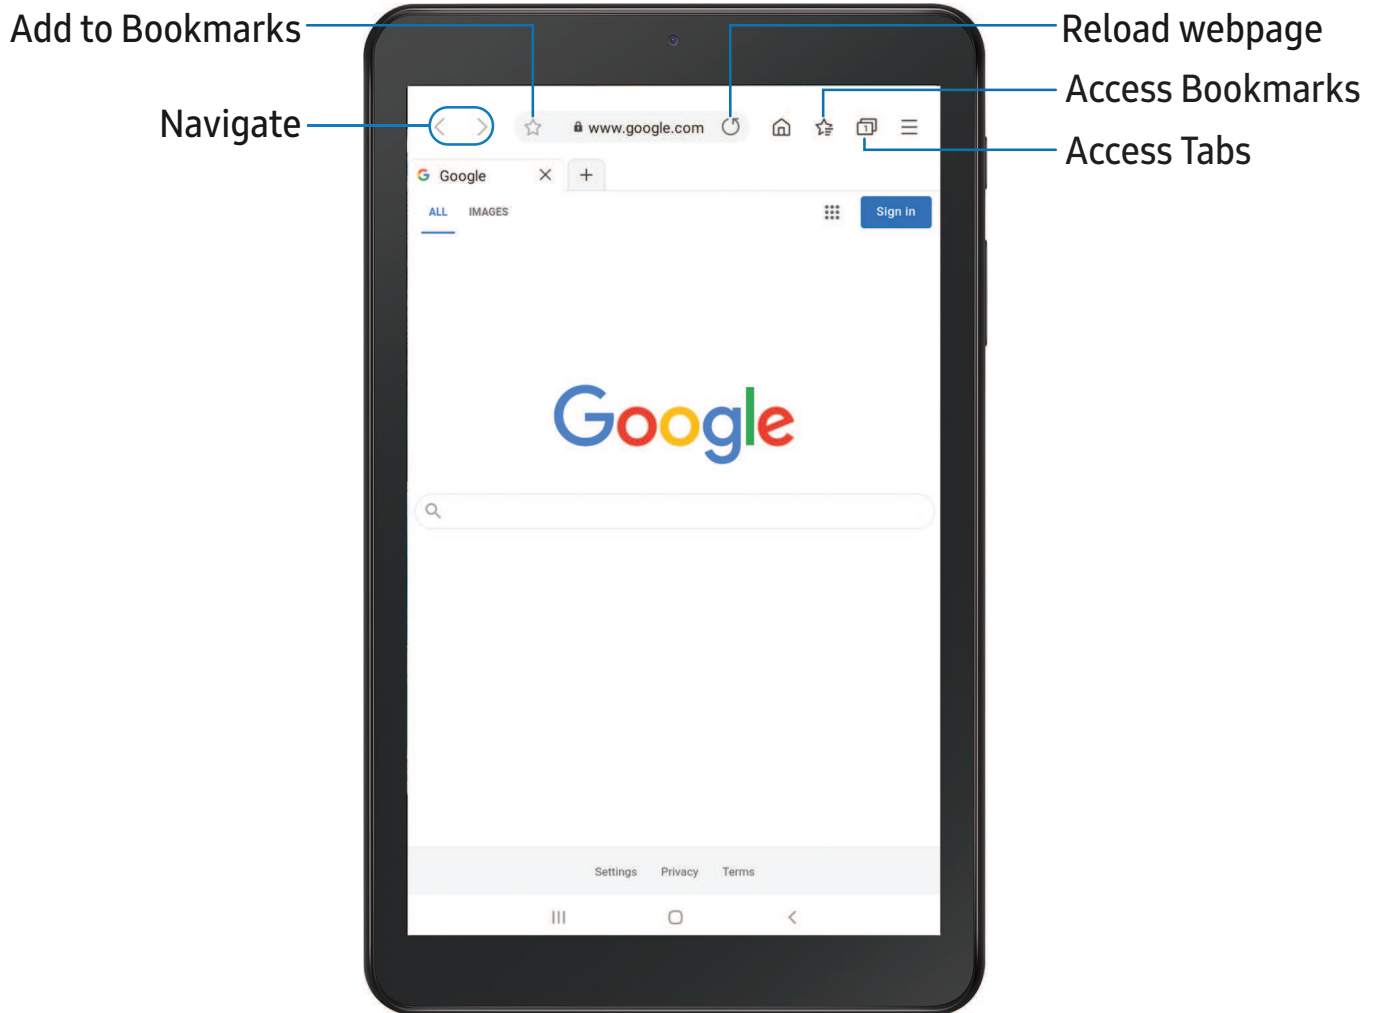 Add to Bookmarks
Reload webpage
Access Bookmarks
Navigate
www.google.com
1
Access Tabs
Google
ALL IMAGES
Sign in
Google
Settings Privacy Terms